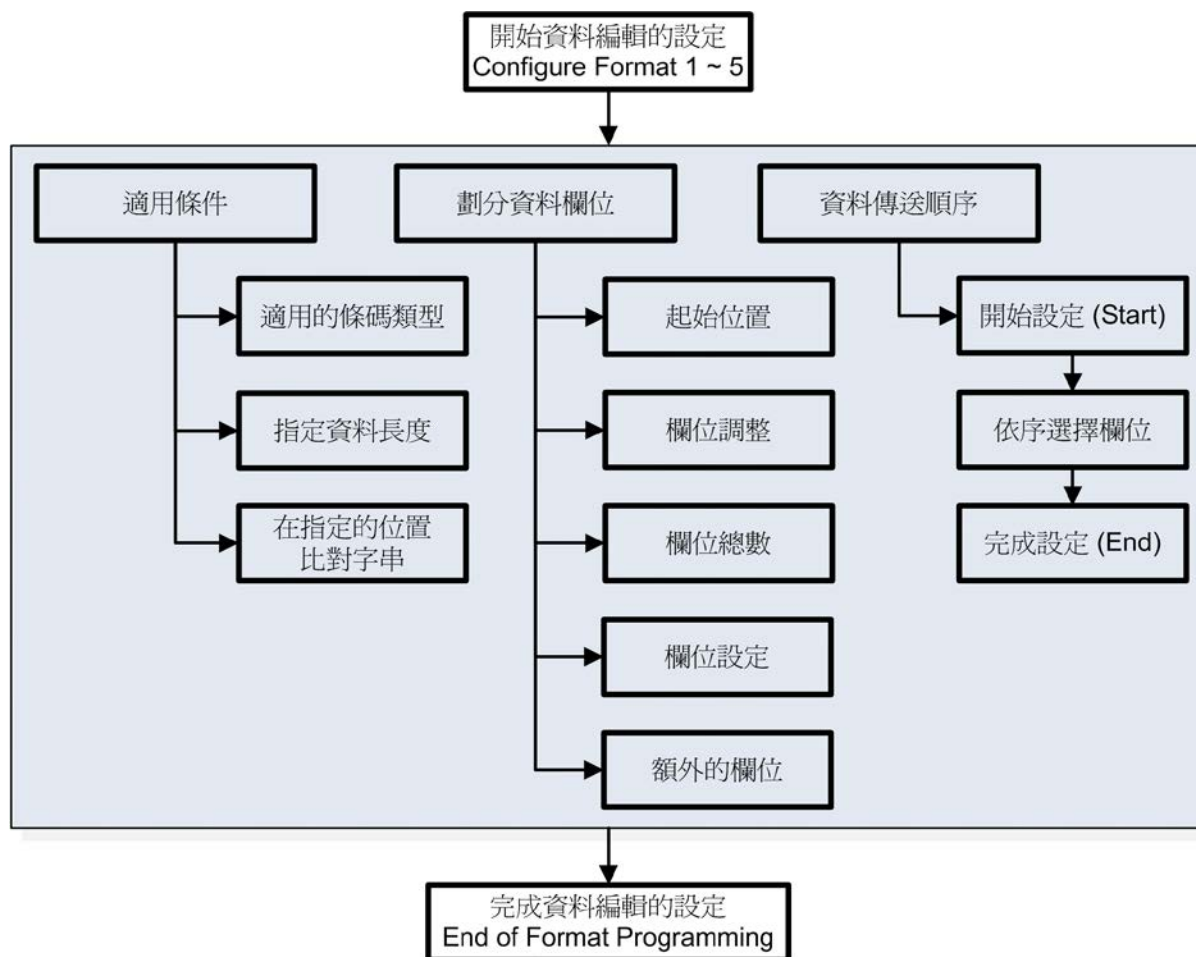 開始資料編輯的設定
Configure Format 1 ~ 5
適用條件
適用的條碼類型
指定資料長度
在指定的位置
比對字串
劃分資料欄位
起始位置
欄位調整
欄位總數
欄位設定
額外的欄位
資料傳送順序
開始設定 (Start)
依序選擇欄位
完成設定 (End)
完成資料編輯的設定
End of Format Programming